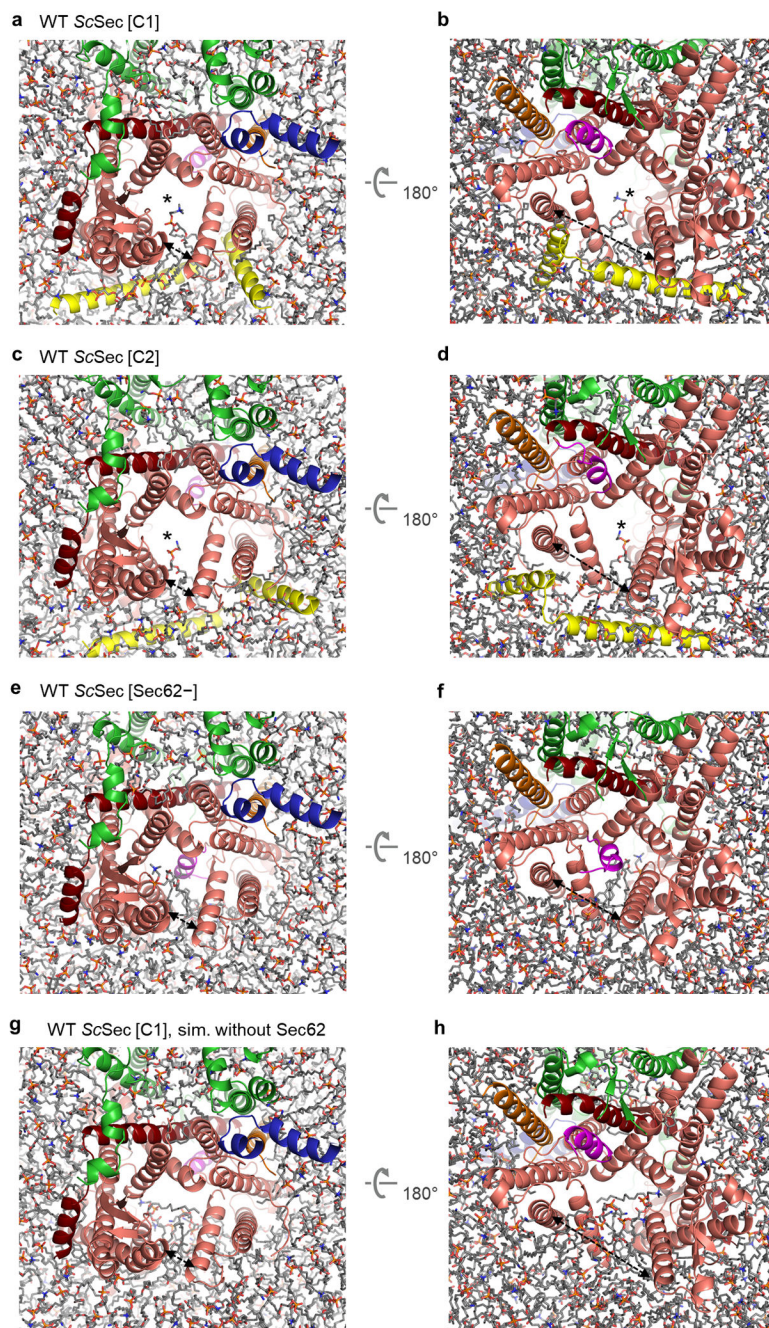 a WT ScSec [C1]
b
*
*
180°
c WT ScSec [C2]
d
*
*
180°
e WT ScSec [Sec62−]
f
180°
g WT ScSec [C1], sim. without Sec62
h
180°